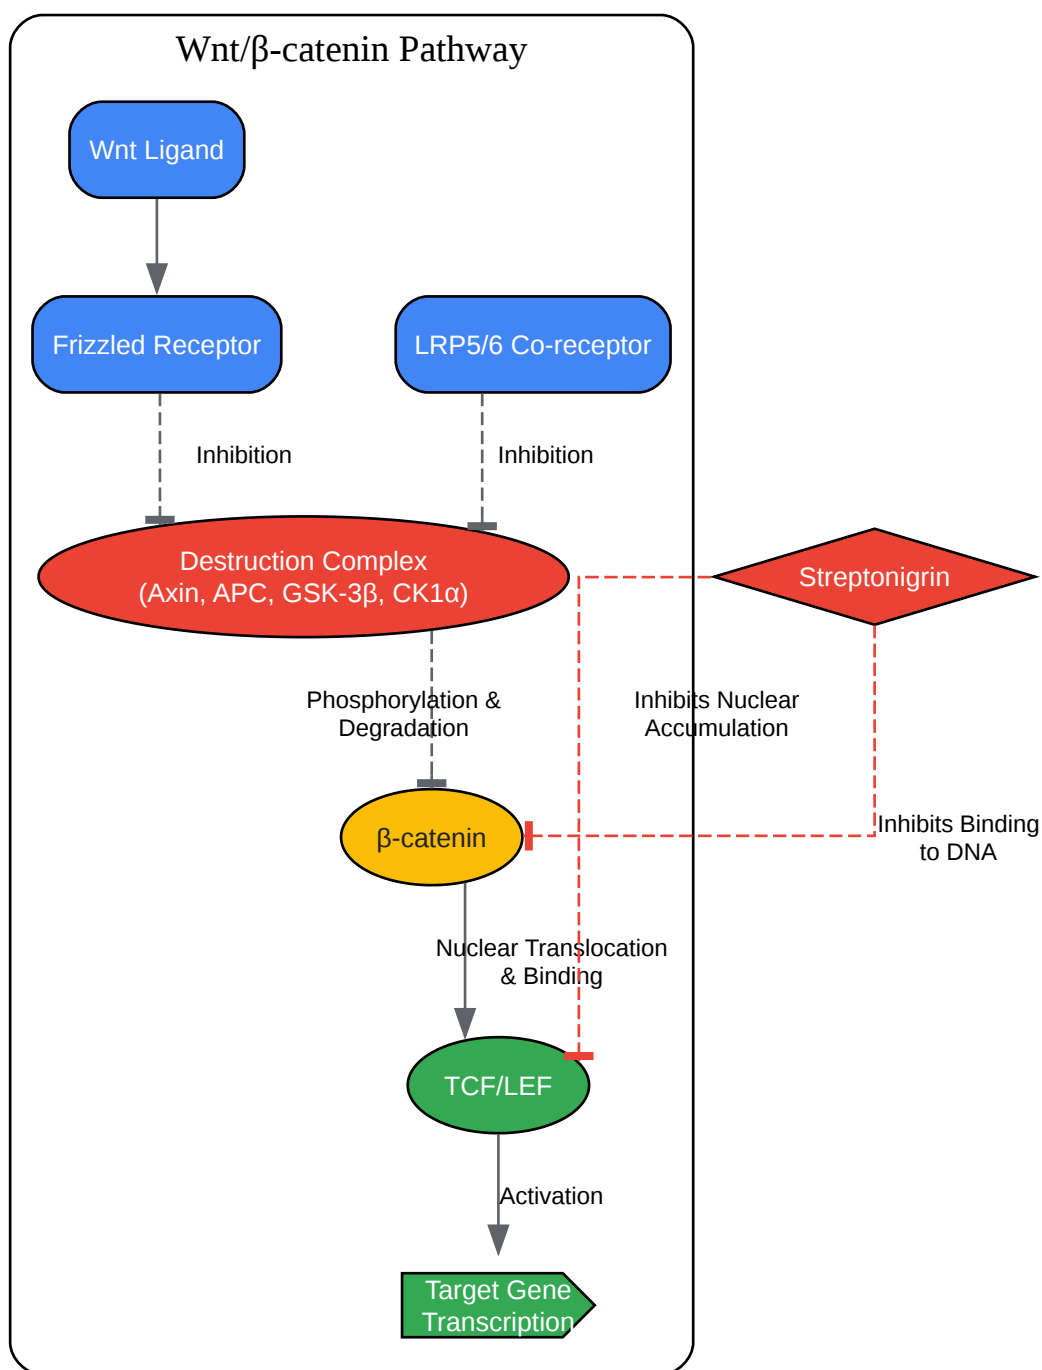 Wnt/β-catenin Pathway
Wnt Ligand
Frizzled Receptor
LRP5/6 Co-receptor
Inhibition
Inhibition
Destruction Complex
(Axin, APC, GSK-3β, CK1α)
Streptonigrin
Phosphorylation &
Degradation
Inhibits Nuclear
Accumulation
β-catenin
Inhibits Binding
to DNA
Nuclear Translocation
& Binding
TCF/LEF
Activation
Target Gene
Transcription